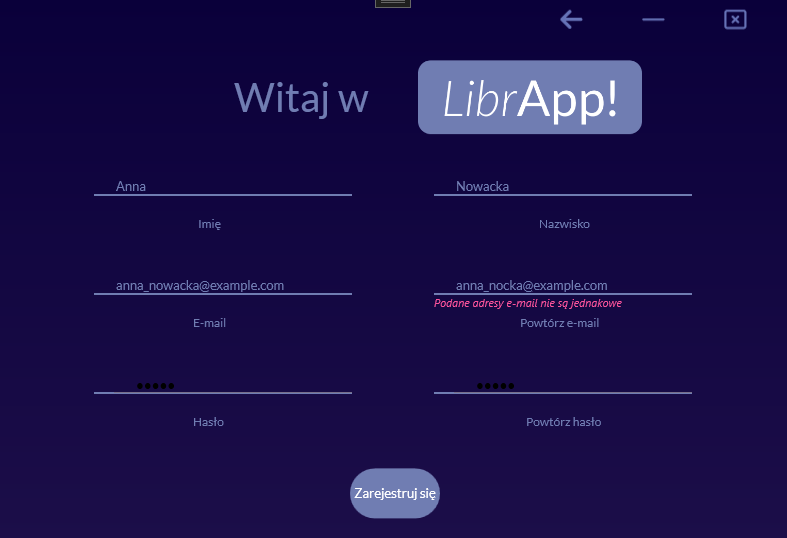 Witaj w LibrApp!
Anna Nowacka
Imię Nazwisko
anna_nowacka@example.com anna_nocka@example.com
Podane adresy e-mail nie są jednakowe
E-mail Powtórz e-mail
••••• •••••
Hasło Powtórz hasło
Zarejestruj się